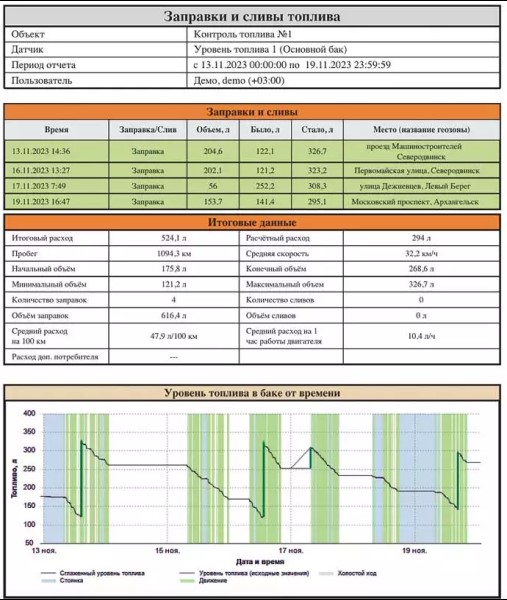 Заправки и сливы топлива
Объект Контроль топлива №1
Датчик Уровень топлива 1 (Основной бак)
Период отчета с 13.11.2023 00:00:00 по 19.11.2023 23:59:59
Пользователь Демо, demo (+03:00)
Заправки и сливы
Время Заправка/Слив Объем, л Было, л Стало, л Место (название геозоны)
13.11.2023 14:36 Заправка 204,6 122,1 326,7 проезд Машиностроителей
Северодвинск
16.11.2023 13:27 Заправка 202,1 121,2 323,2 Первомайская улица, Северодвинск
17.11.2023 7:49 Заправка 56 252,2 308,3 улица Дежневцев, Левый Берег
19.11.2023 16:47 Заправка 153,7 141,4 295,1 Московский проспект, Архангельск
Итоговые данные
Итоговый расход 524,1 л Расчётный расход 294 л
Пробег 1094,3 км Средняя скорость 32,2 км/ч
Начальный объём 175,8 л Конечный объём 268,6 л
Минимальный объём 121,2 л Максимальный объем 326,7 л
Количество заправок 4 Количество сливов 0
Объём заправок 616,4 л Объём сливов 0 л
Средний расход
на 100 км 47,9 л/100 км Средний расход на 1
час работы двигателя 10,4 л/ч
Расход доп. потребителя ---
Уровень топлива в баке от времени
Топливо, л
400
350
300
250
200
150
100
50
13 ноя. 15 ноя. 17 ноя. 19 ноя.
Дата и время
Сглаженный уровень топлива Уровень топлива (исходные значения) Холостой ход
Стоянка Движение